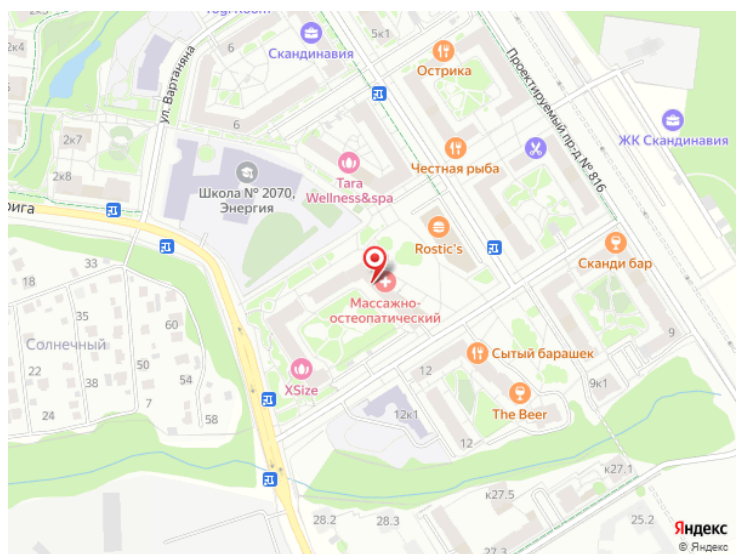 2к4
6
Скандинавия
5к1
Острика
ул. Вартаняна
6
Проектируемый пр-д № 816
ЖК Скандинавия
2к7
2к8
Школа № 2070,
Энергия
Tara
Wellness&spa
Честная рыба
Rostic's
Сканди бар
33
18
60
Солнечный
50
22
38
7
24
58
Массажно-
остеопатический
XSize
12
Сытый барашек
9
9к1
The Beer
12к1
12
к27.1
к27.5
28.2
28.3
25.2
27.3
Яндекс
© Яндекс